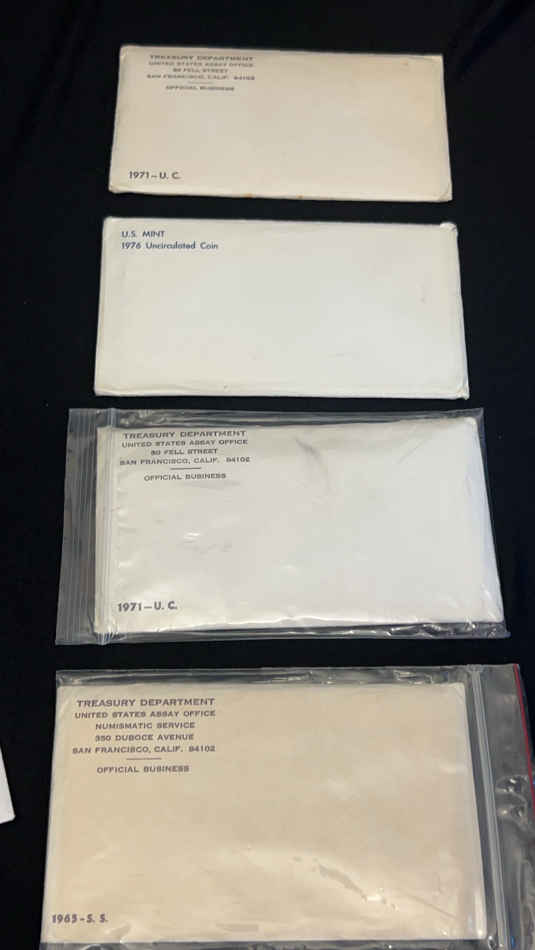 TREASURY DEPARTMENT
UNITED STATES ASSAY OFFICE
50 FELL STREET
SAN FRANCISCO, CALIF. 94102
OFFICIAL BUSINESS
1971-U. C.
U.S. MINT
1976 Uncirculated Coin
TREASURY DEPARTMENT
UNITED STATES ASSAY OFFICE
50 FELL STREET
SAN FRANCISCO, CALIF. 94102
OFFICIAL BUSINESS
1971-U. C.
TREASURY DEPARTMENT
UNITED STATES ASSAY OFFICE
NUMISMATIC SERVICE
350 DUBOCE AVENUE
SAN FRANCISCO, CALIF. 94102
OFFICIAL BUSINESS
1965-S. S.